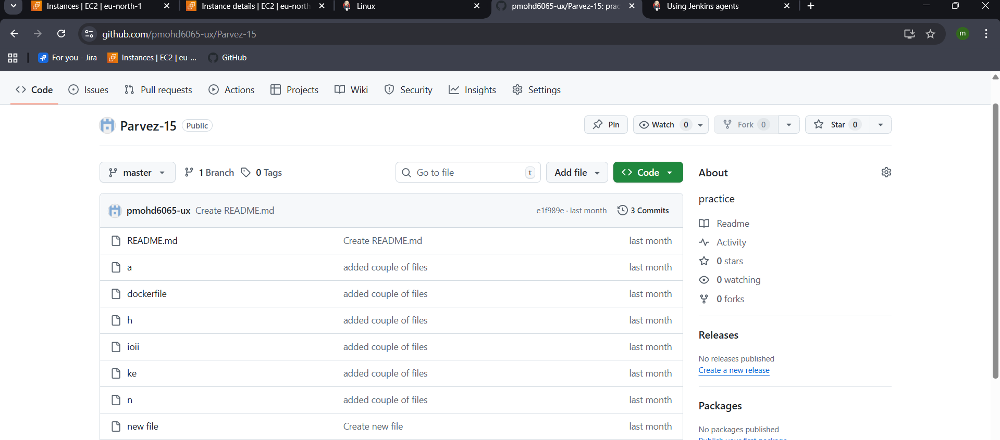 Instances | EC2 | eu-north-1
Instance details | EC2 | eu-north
Linux
pmohd6065-ux/Parvez-15: prac
Using Jenkins agents
github.com/pmohd6065-ux/Parvez-15
m
For you - Jira
Instances | EC2 | eu-...
GitHub
Code
Issues
Pull requests
Actions
Projects
Wiki
Security
Insights
Settings
Parvez-15
Public
Pin
Watch 0
Fork 0
Star 0
master
1 Branch
0 Tags
Go to file
t
Add file
Code
About
practice
pmohd6065-ux Create README.md
e1f989e · last month
3 Commits
Readme
Activity
0 stars
0 watching
0 forks
README.md Create README.md last month
a added couple of files last month
dockerfile added couple of files last month
h added couple of files last month
ioii added couple of files last month
ke added couple of files last month
n added couple of files last month
new file Create new file last month
Releases
No releases published
Create a new release
Packages
No packages published
Publish your first package